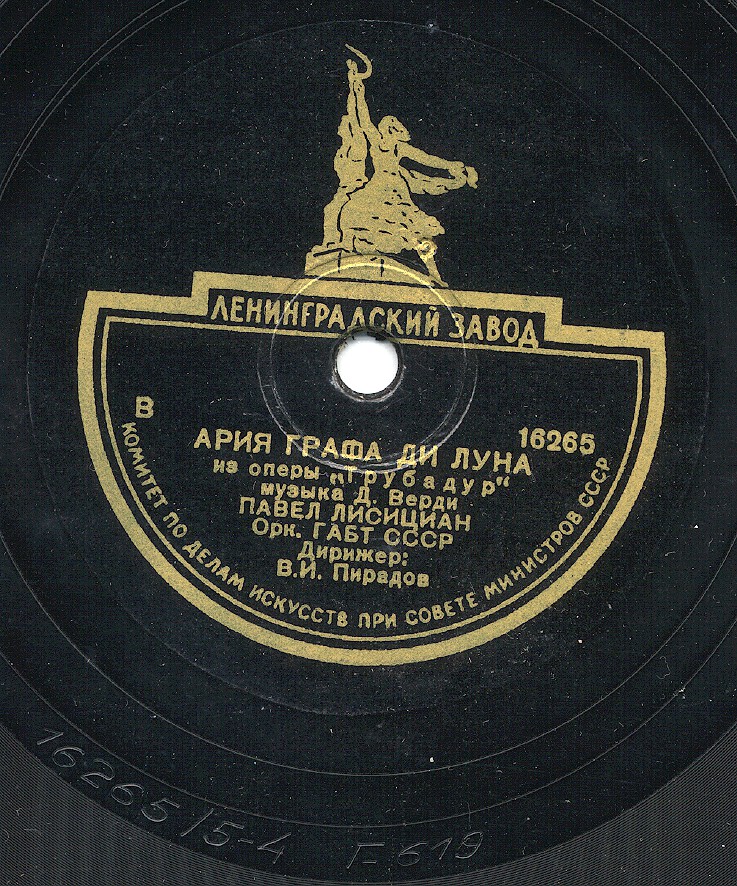 ЛЕНИНГРАДСКИЙ ЗАВОД
В
16265
АРИЯ ГРАФА ДИ ЛУНА
из оперы „Трубадур“
музыка Д. Верди
ПАВЕЛ ЛИСИЦИАН
Орк. ГАБТ СССР
Дирижер:
В.И. Пирадов
КОМИТЕТ ПО ДЕЛАМ ИСКУССТВ ПРИ СОВЕТЕ МИНИСТРОВ СССР
16265/5-4 Г-619